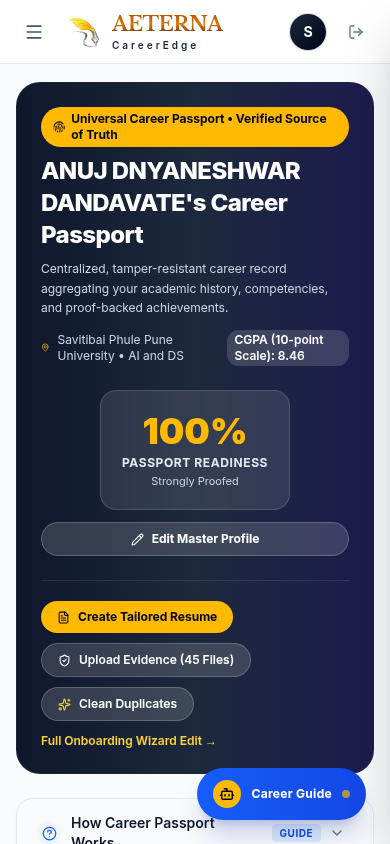 AETERNA
CareerEdge
S
Universal Career Passport • Verified Source
of Truth
ANUJ DNYANESHWAR
DANDAVATE's Career
Passport
Centralized, tamper-resistant career record
aggregating your academic history, competencies,
and proof-backed achievements.
Savitibai Phule Pune
University • AI and DS
CGPA (10-point
Scale): 8.46
100%
PASSPORT READINESS
Strongly Proofed
Edit Master Profile
Create Tailored Resume
Upload Evidence (45 Files)
Clean Duplicates
Full Onboarding Wizard Edit →
Career Guide
How Career Passport
Works
GUIDE